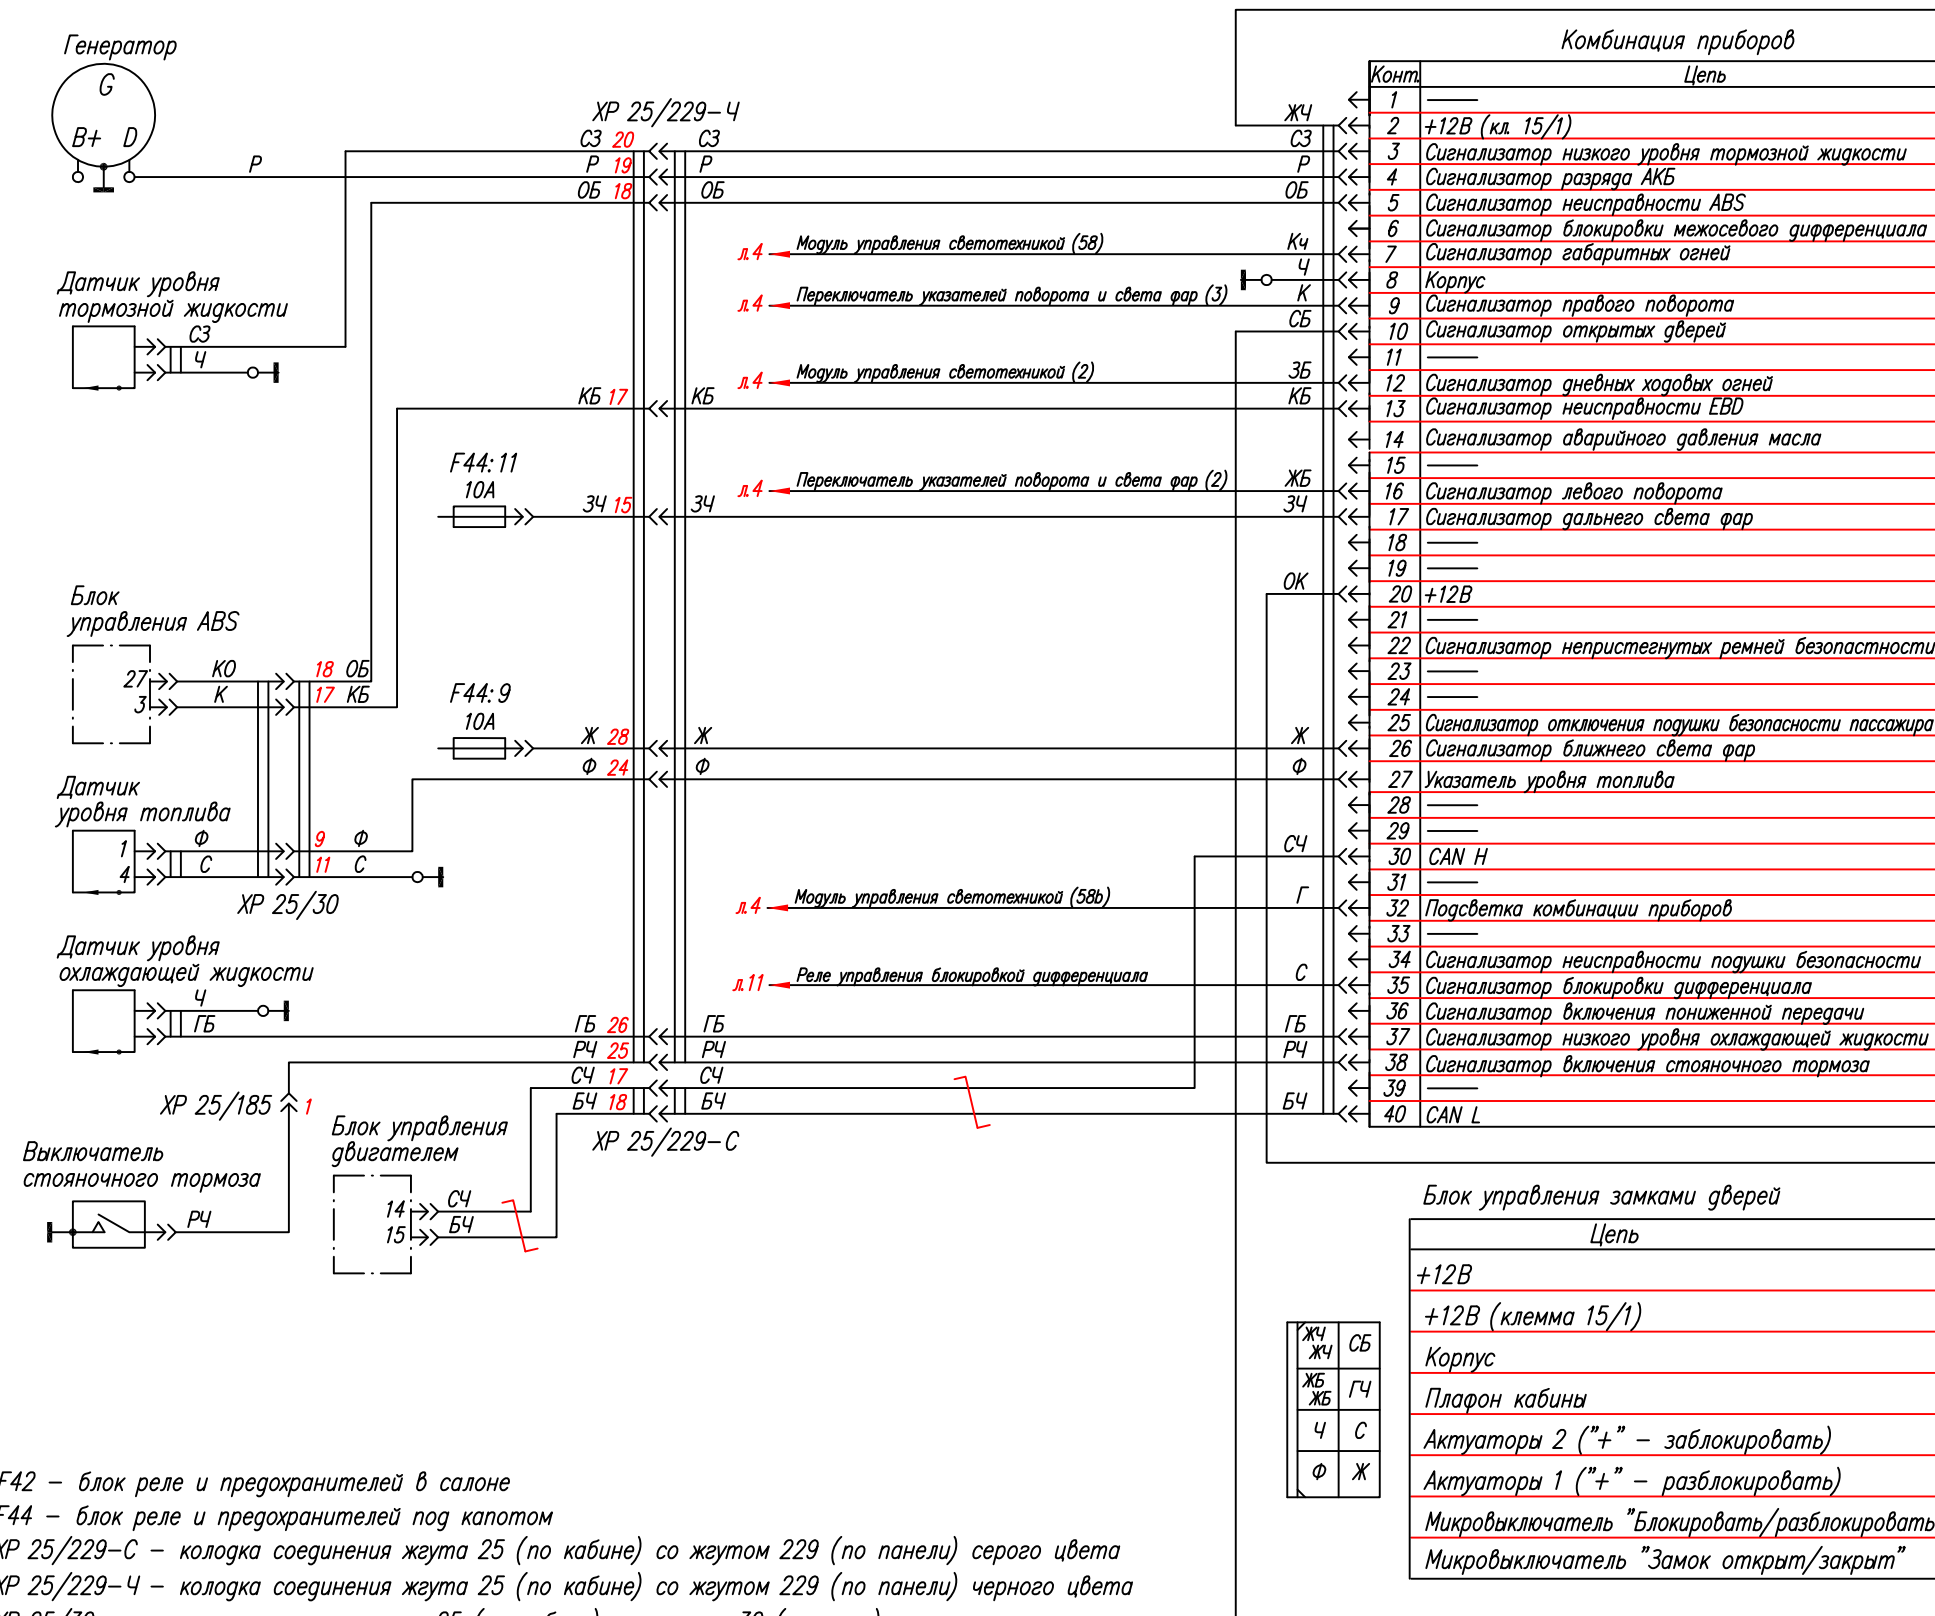 Генератор
G
B+ D
Р
ХР 25/229-Ч
СЗ 20 СЗ
Р 19 Р
ОБ 18 ОБ
Датчик уровня
тормозной жидкости
СЗ
Ч
КБ 17 КБ
F44:11
10А
ЗЧ 15 ЗЧ
Блок
управления ABS
27 КО 18 ОБ
3 К 17 КБ
F44:9
10А
Ж 28 Ж
Ф 24 Ф
Датчик
уровня топлива
1 Ф 9 Ф
4 С 11 С
ХР 25/30
Датчик уровня
охлаждающей жидкости
Ч
ГБ
ГБ 26 ГБ
РЧ 25 РЧ
СЧ 17 СЧ
БЧ 18 БЧ
ХР 25/229-С
ХР 25/185 1
Выключатель
стояночного тормоза
РЧ
Блок управления
двигателем
14 СЧ
15 БЧ
л.4 Модуль управления светотехникой (58)
л.4 Переключатель указателей поворота и света фар (3)
л.4 Модуль управления светотехникой (2)
л.4 Переключатель указателей поворота и света фар (2)
л.4 Модуль управления светотехникой (58b)
л.11 Реле управления блокировкой дифференциала
Комбинация приборов
Конт. Цепь
1 —
ЖЧ 2 +12В (кл. 15/1)
СЗ 3 Сигнализатор низкого уровня тормозной жидкости
Р 4 Сигнализатор разряда АКБ
ОБ 5 Сигнализатор неисправности ABS
6 Сигнализатор блокировки межосевого дифференциала
Кч 7 Сигнализатор габаритных огней
Ч 8 Корпус
К 9 Сигнализатор правого поворота
СБ 10 Сигнализатор открытых дверей
11 —
ЗБ 12 Сигнализатор дневных ходовых огней
КБ 13 Сигнализатор неисправности EBD
14 Сигнализатор аварийного давления масла
15 —
ЖБ 16 Сигнализатор левого поворота
ЗЧ 17 Сигнализатор дальнего света фар
18 —
19 —
ОК 20 +12В
21 —
22 Сигнализатор непристегнутых ремней безопастности
23 —
24 —
25 Сигнализатор отключения подушки безопасности пассажира
Ж 26 Сигнализатор ближнего света фар
Ф 27 Указатель уровня топлива
28 —
29 —
СЧ 30 CAN H
31 —
Г 32 Подсветка комбинации приборов
33 —
34 Сигнализатор неисправности подушки безопасности
С 35 Сигнализатор блокировки дифференциала
36 Сигнализатор включения пониженной передачи
ГБ 37 Сигнализатор низкого уровня охлаждающей жидкости
РЧ 38 Сигнализатор включения стояночного тормоза
39 —
БЧ 40 CAN L
Блок управления замками дверей
Цепь
+12В
+12В (клемма 15/1)
Корпус
Плафон кабины
Актуаторы 2 ("+" – заблокировать)
Актуаторы 1 ("+" – разблокировать)
Микровыключатель "Блокировать/разблокировать
Микровыключатель "Замок открыт/закрыт"
ЖЧ ЖЧ СБ
ЖБ ЖБ ГЧ
Ч С
Ф Ж
F42 – блок реле и предохранителей в салоне
F44 – блок реле и предохранителей под капотом
ХР 25/229-С – колодка соединения жгута 25 (по кабине) со жгутом 229 (по панели) серого цвета
ХР 25/229-Ч – колодка соединения жгута 25 (по кабине) со жгутом 229 (по панели) черного цвета